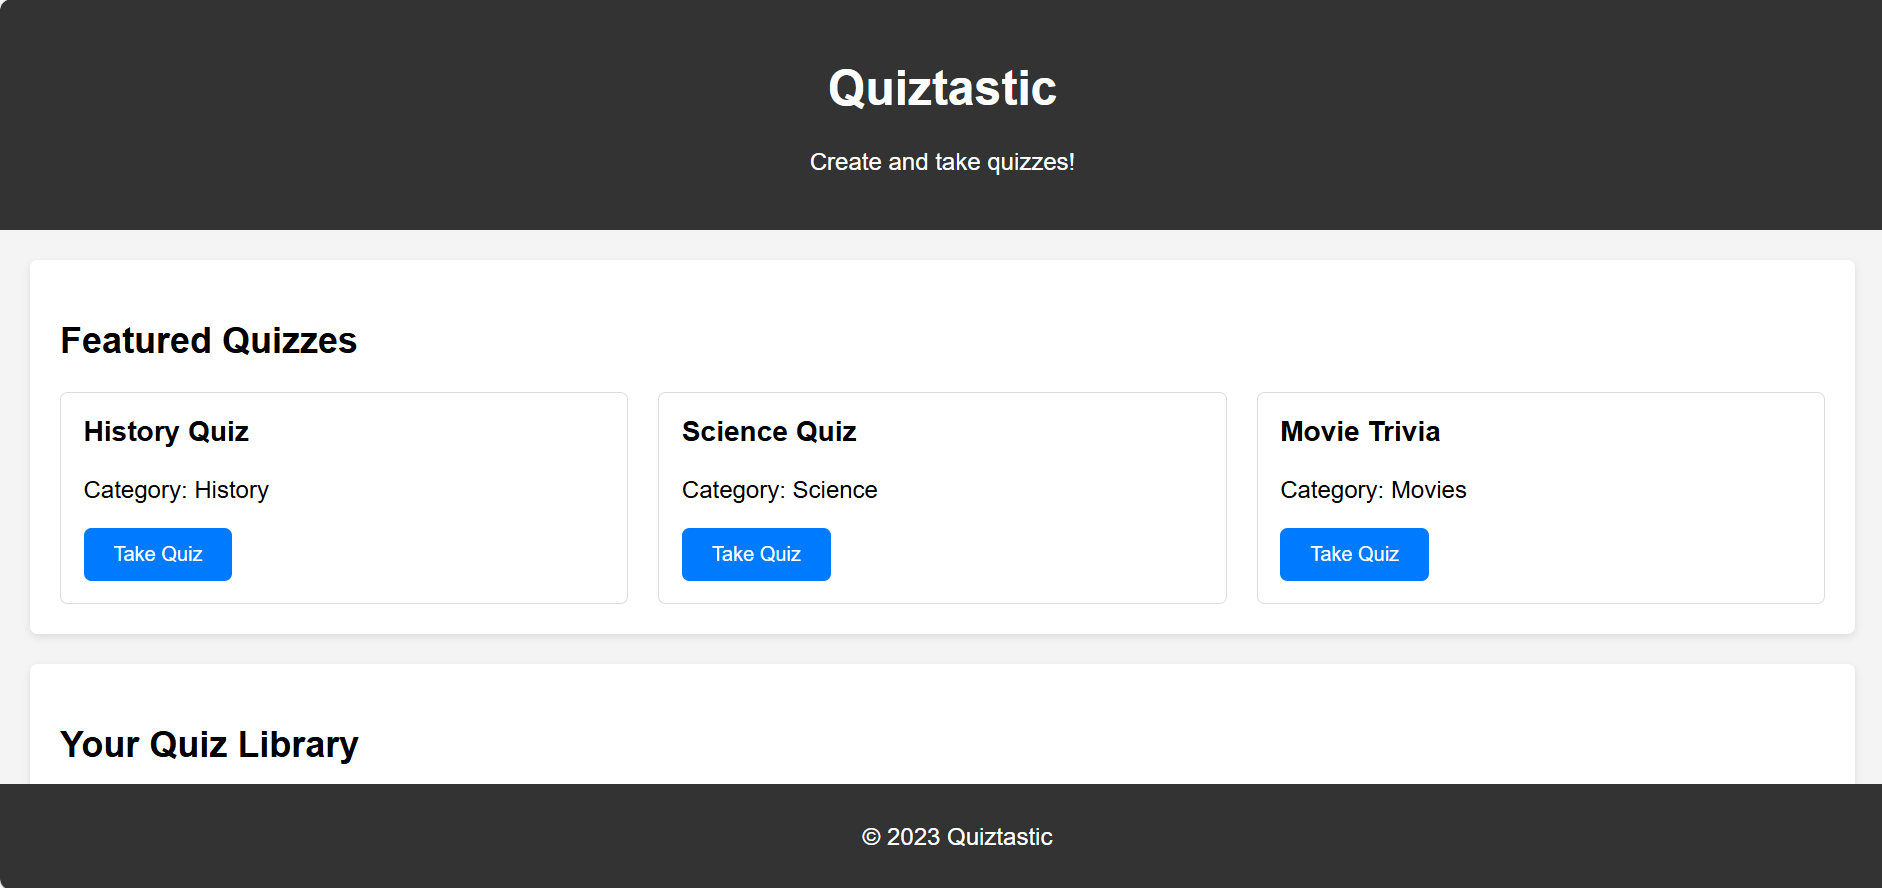 Quiztastic
Create and take quizzes!
Featured Quizzes
History Quiz
Category: History
Take Quiz
Science Quiz
Category: Science
Take Quiz
Movie Trivia
Category: Movies
Take Quiz
Your Quiz Library
© 2023 Quiztastic